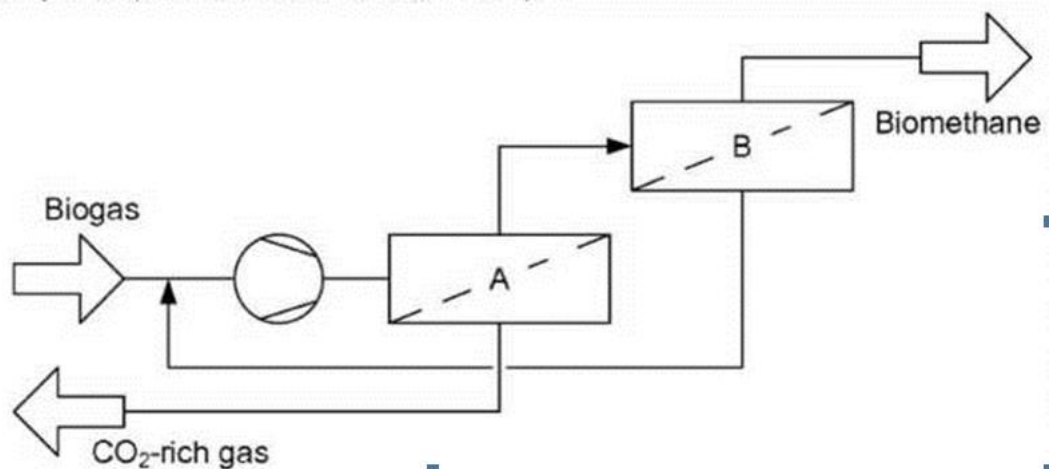 Biomethane
B
Biogas
A
CO₂-rich gas